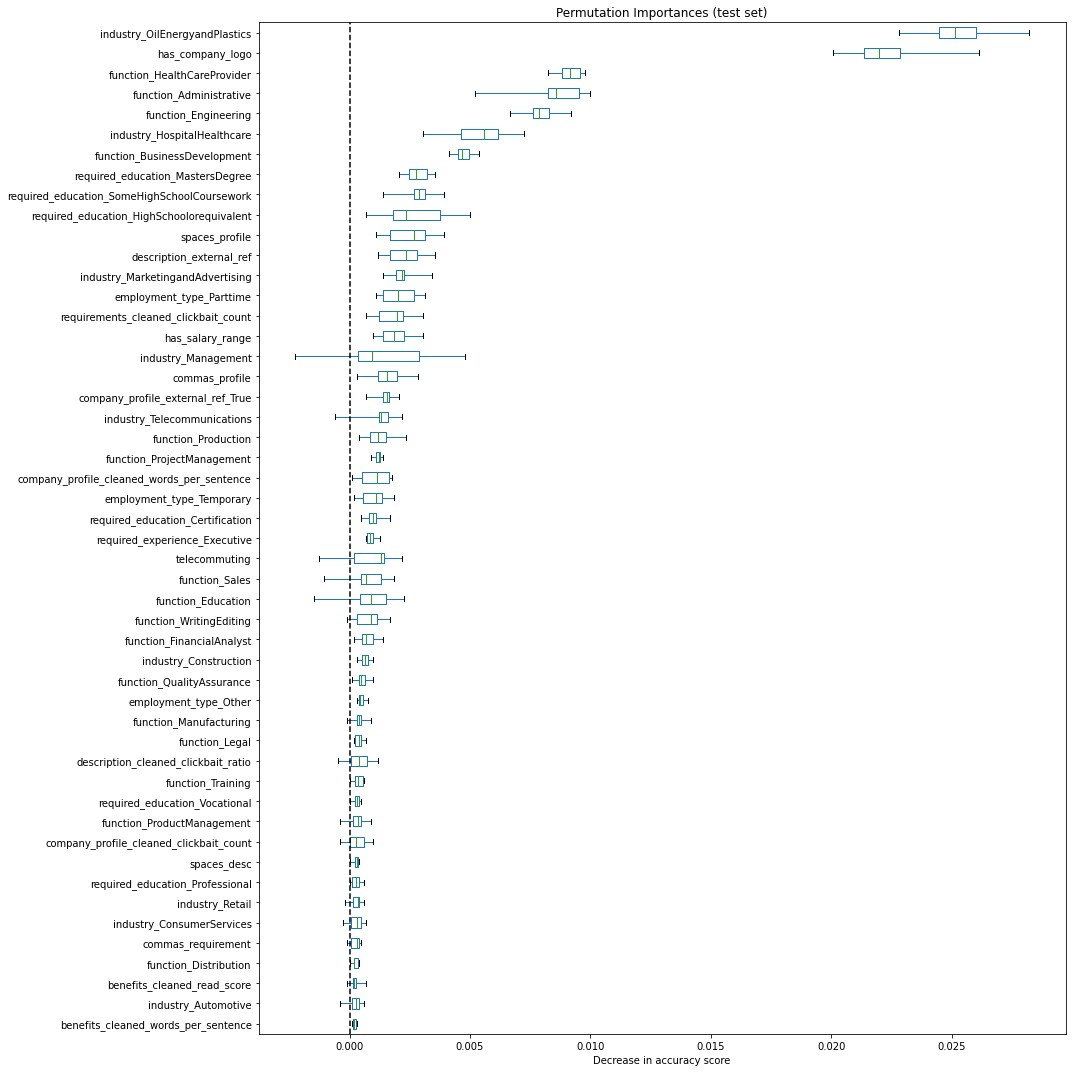 Permutation Importances (test set)
industry_OilEnergyandPlastics
has_company_logo
function_HealthCareProvider
function_Administrative
function_Engineering
industry_HospitalHealthcare
function_BusinessDevelopment
required_education_MastersDegree
required_education_SomeHighSchoolCoursework
required_education_HighSchoolorequivalent
spaces_profile
description_external_ref
industry_MarketingandAdvertising
employment_type_Parttime
requirements_cleaned_clickbait_count
has_salary_range
industry_Management
commas_profile
company_profile_external_ref_True
industry_Telecommunications
function_Production
function_ProjectManagement
company_profile_cleaned_words_per_sentence
employment_type_Temporary
required_education_Certification
required_experience_Executive
telecommuting
function_Sales
function_Education
function_WritingEditing
function_FinancialAnalyst
industry_Construction
function_QualityAssurance
employment_type_Other
function_Manufacturing
function_Legal
description_cleaned_clickbait_ratio
function_Training
required_education_Vocational
function_ProductManagement
company_profile_cleaned_clickbait_count
spaces_desc
required_education_Professional
industry_Retail
industry_ConsumerServices
commas_requirement
function_Distribution
benefits_cleaned_read_score
industry_Automotive
benefits_cleaned_words_per_sentence
0.000 0.005 0.010 0.015 0.020 0.025
Decrease in accuracy score